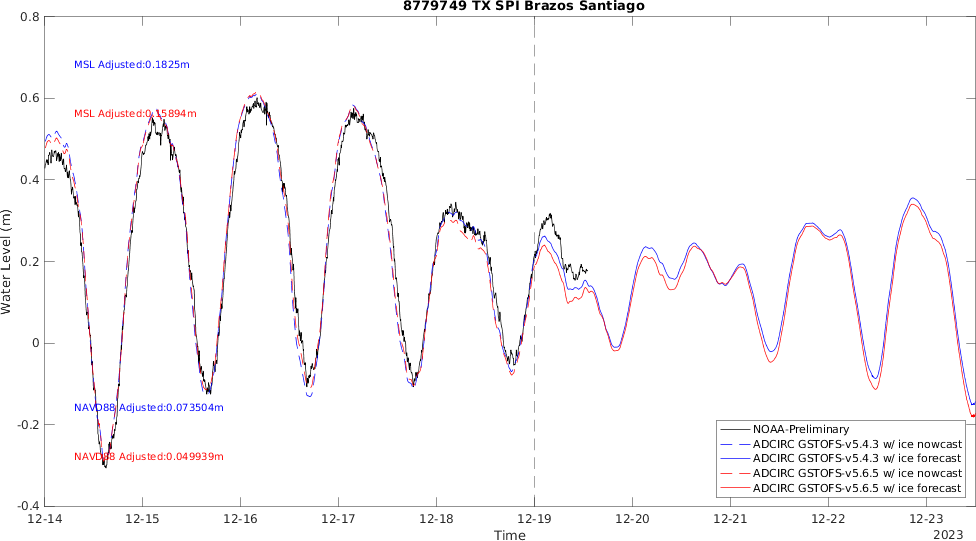 8779749 TX SPI Brazos Santiago
0.8
MSL Adjusted:0.1825m
0.6
MSL Adjusted:0.15894m
0.4
Water Level (m)
0.2
0
NAVD88 Adjusted:0.073504m
-0.2
NAVD88 Adjusted:0.049939m
-0.4
NOAA-Preliminary
ADCIRC GSTOFS-v5.4.3 w/ ice nowcast
ADCIRC GSTOFS-v5.4.3 w/ ice forecast
ADCIRC GSTOFS-v5.6.5 w/ ice nowcast
ADCIRC GSTOFS-v5.6.5 w/ ice forecast
12-14 12-15 12-16 12-17 12-18 12-19 12-20 12-21 12-22 12-23
Time
2023